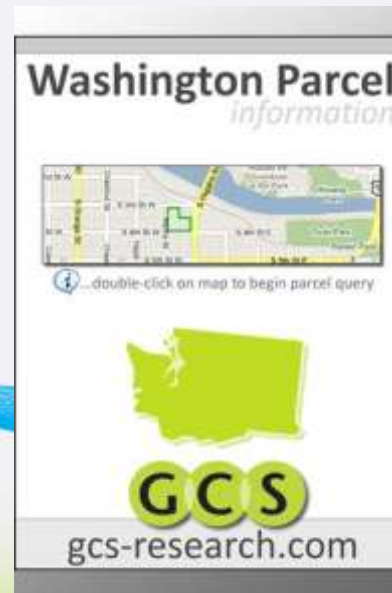 Washington Parcel
information
...double-click on map to begin parcel query
GCS
gcs-research.com